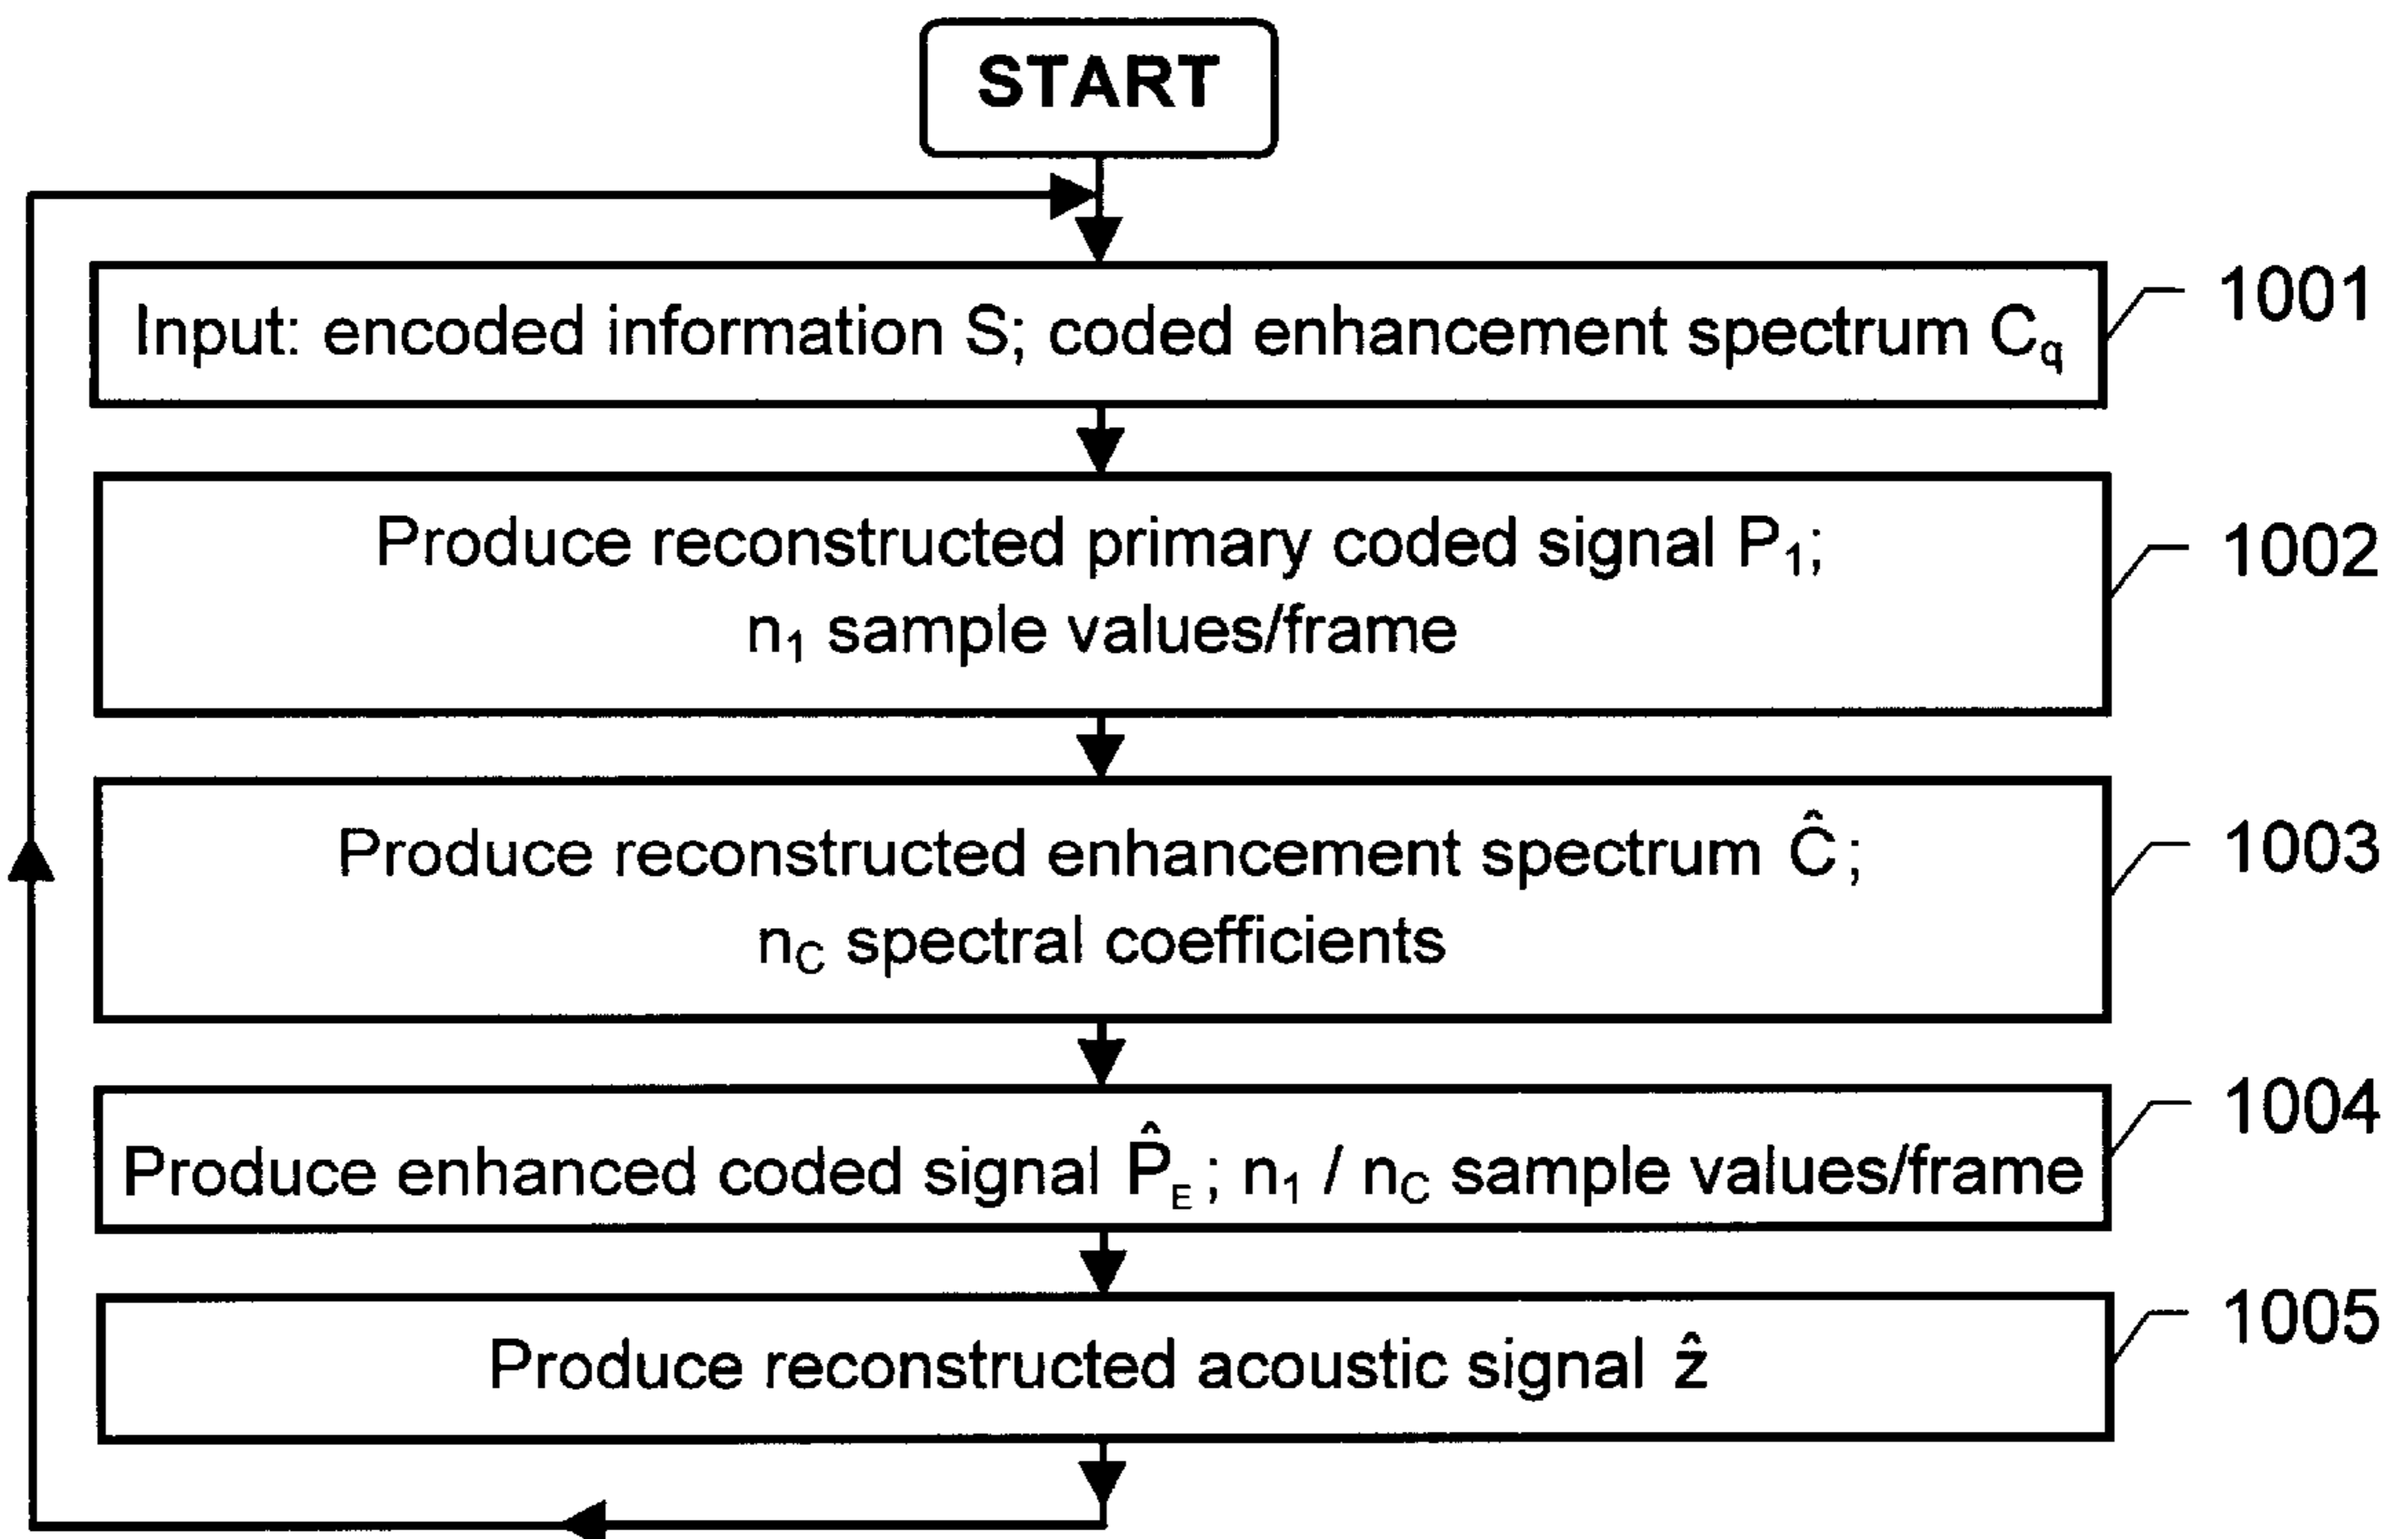 START
Input: encoded information S; coded enhancement spectrum C_q
1001
Produce reconstructed primary coded signal P₁;
n₁ sample values/frame
1002
Produce reconstructed enhancement spectrum Ĉ;
n_C spectral coefficients
1003
Produce enhanced coded signal P̂_E; n₁ / n_C sample values/frame
1004
Produce reconstructed acoustic signal ẑ
1005